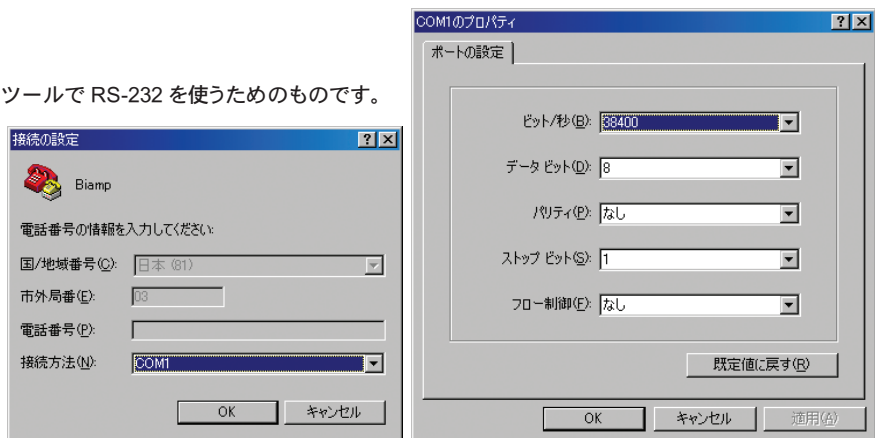 ツールで RS-232 を使うためのものです。
接続の設定
Biamp
電話番号の情報を入力してください:
国/地域番号(C): 日本 (81)
市外局番(E): 03
電話番号(P):
接続方法(N): COM1
OK キャンセル
COM1のプロパティ
ポートの設定
ビット/秒(B): 38400
データ ビット(D): 8
パリティ(P): なし
ストップ ビット(S): 1
フロー制御(F): なし
既定値に戻す(R)
OK キャンセル 適用(A)